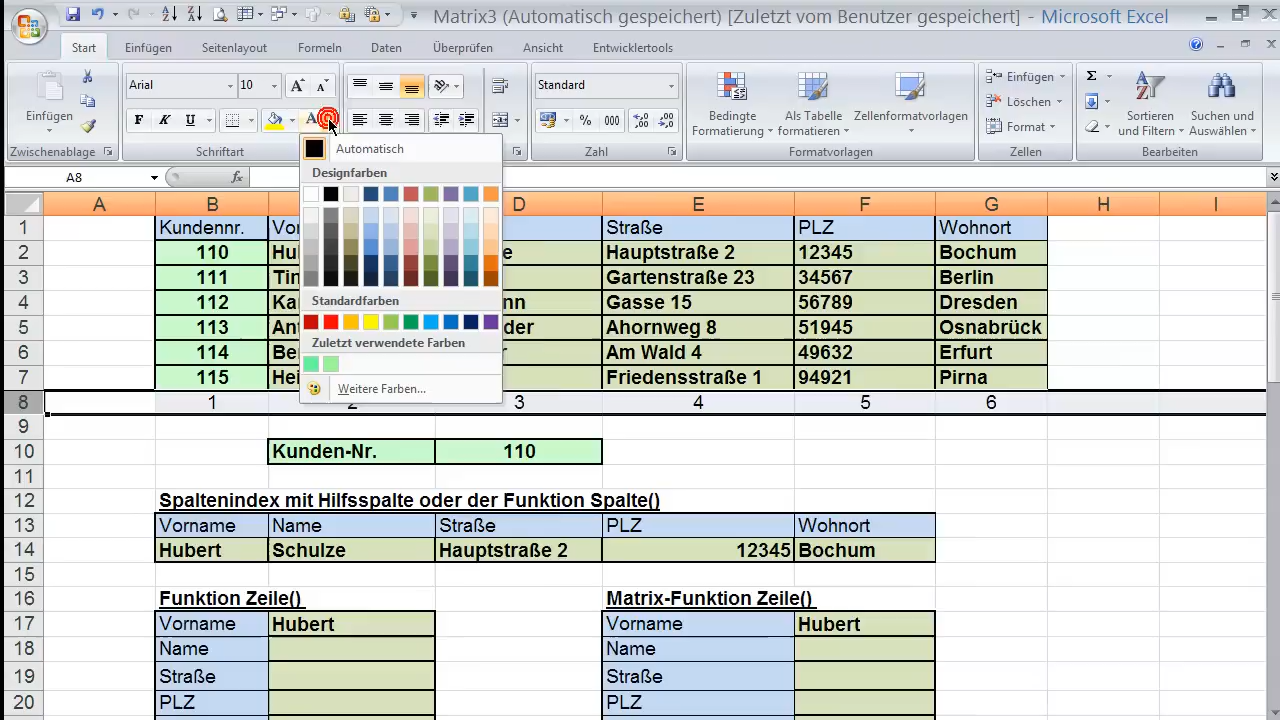 Matrix3 (Automatisch gespeichert) [Zuletzt vom Benutzer gespeichert] - Microsoft Excel
Start Einfügen Seitenlayout Formeln Daten Überprüfen Ansicht Entwicklertools
Arial 10 Standard Einfügen
Einfügen Bedingte Formatierung Als Tabelle formatieren Zellenformatvorlagen Löschen Sortieren und Filtern Suchen und Auswählen
F K U A % 000 Format
Zwischenablage Schriftart Zahl Formatvorlagen Zellen Bearbeiten
A8 fx
Automatisch
Designfarben
Standardfarben
Zuletzt verwendete Farben
Weitere Farben...
A B D E F G H I
1 Kundennr. Straße PLZ Wohnort
2 110 Hauptstraße 2 12345 Bochum
3 111 Gartenstraße 23 34567 Berlin
4 112 Gasse 15 56789 Dresden
5 113 Ahornweg 8 51945 Osnabrück
6 114 Am Wald 4 49632 Erfurt
7 115 Friedensstraße 1 94921 Pirna
8 1 2 3 4 5 6
9
10 Kunden-Nr. 110
11
12 Spaltenindex mit Hilfsspalte oder der Funktion Spalte()
13 Vorname Name Straße PLZ Wohnort
14 Hubert Schulze Hauptstraße 2 12345 Bochum
15
16 Funktion Zeile() Matrix-Funktion Zeile()
17 Vorname Hubert Vorname Hubert
18 Name Name
19 Straße Straße
20 PLZ PLZ